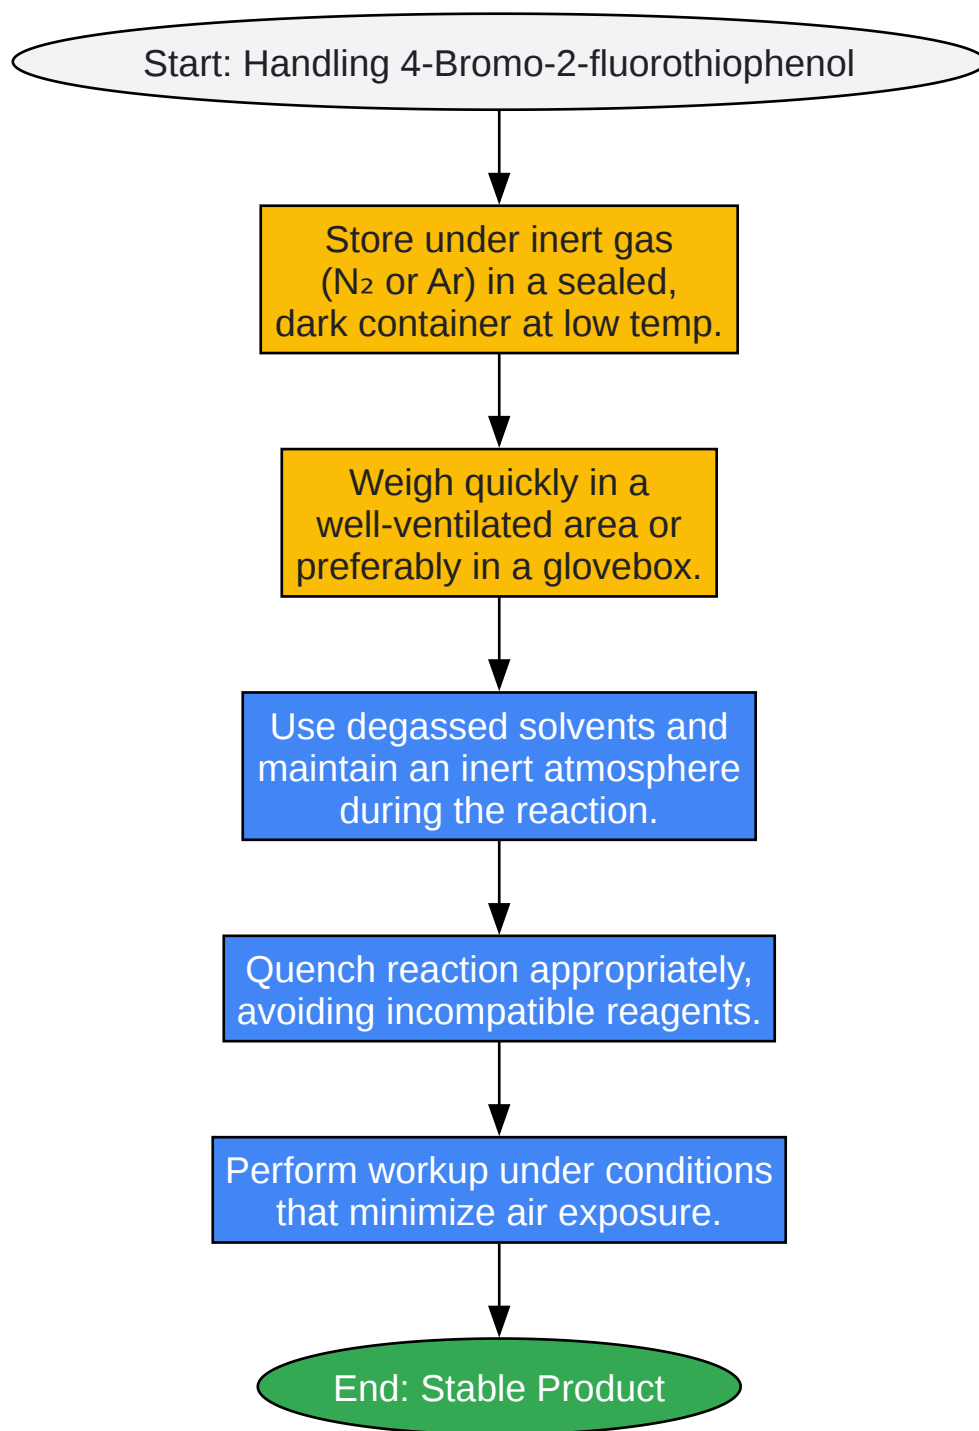 Start: Handling 4-Bromo-2-fluorothiophenol
Store under inert gas
(N₂ or Ar) in a sealed,
dark container at low temp.
Weigh quickly in a
well-ventilated area or
preferably in a glovebox.
Use degassed solvents and
maintain an inert atmosphere
during the reaction.
Quench reaction appropriately,
avoiding incompatible reagents.
Perform workup under conditions
that minimize air exposure.
End: Stable Product